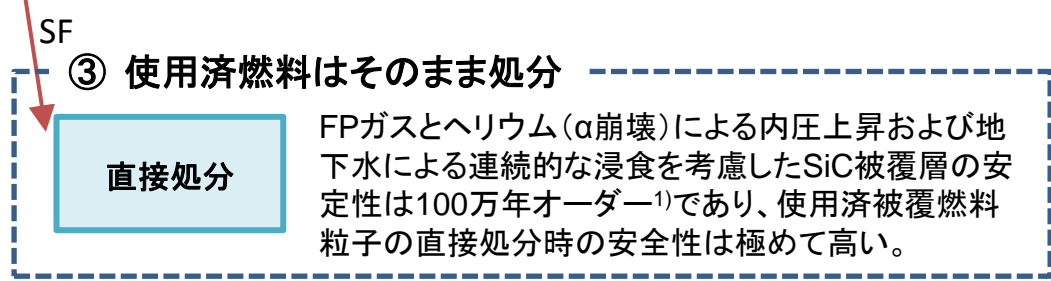 SF
③ 使用済燃料はそのまま処分
直接処分
FPガスとヘリウム（α崩壊）による内圧上昇および地
下水による連続的な浸食を考慮したSiC被覆層の安
定性は100万年オーダー1)であり、使用済被覆燃料
粒子の直接処分時の安全性は極めて高い。